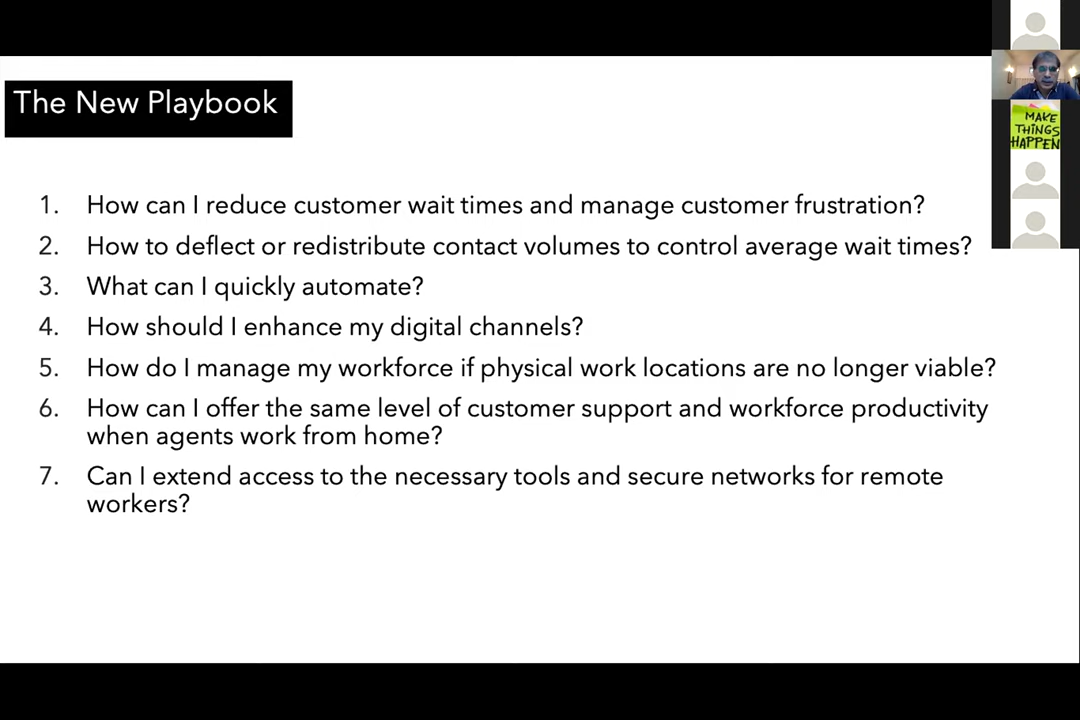 The New Playbook
MAKE
THINGS
HAPPEN
1. How can I reduce customer wait times and manage customer frustration?
2. How to deflect or redistribute contact volumes to control average wait times?
3. What can I quickly automate?
4. How should I enhance my digital channels?
5. How do I manage my workforce if physical work locations are no longer viable?
6. How can I offer the same level of customer support and workforce productivity
when agents work from home?
7. Can I extend access to the necessary tools and secure networks for remote
workers?